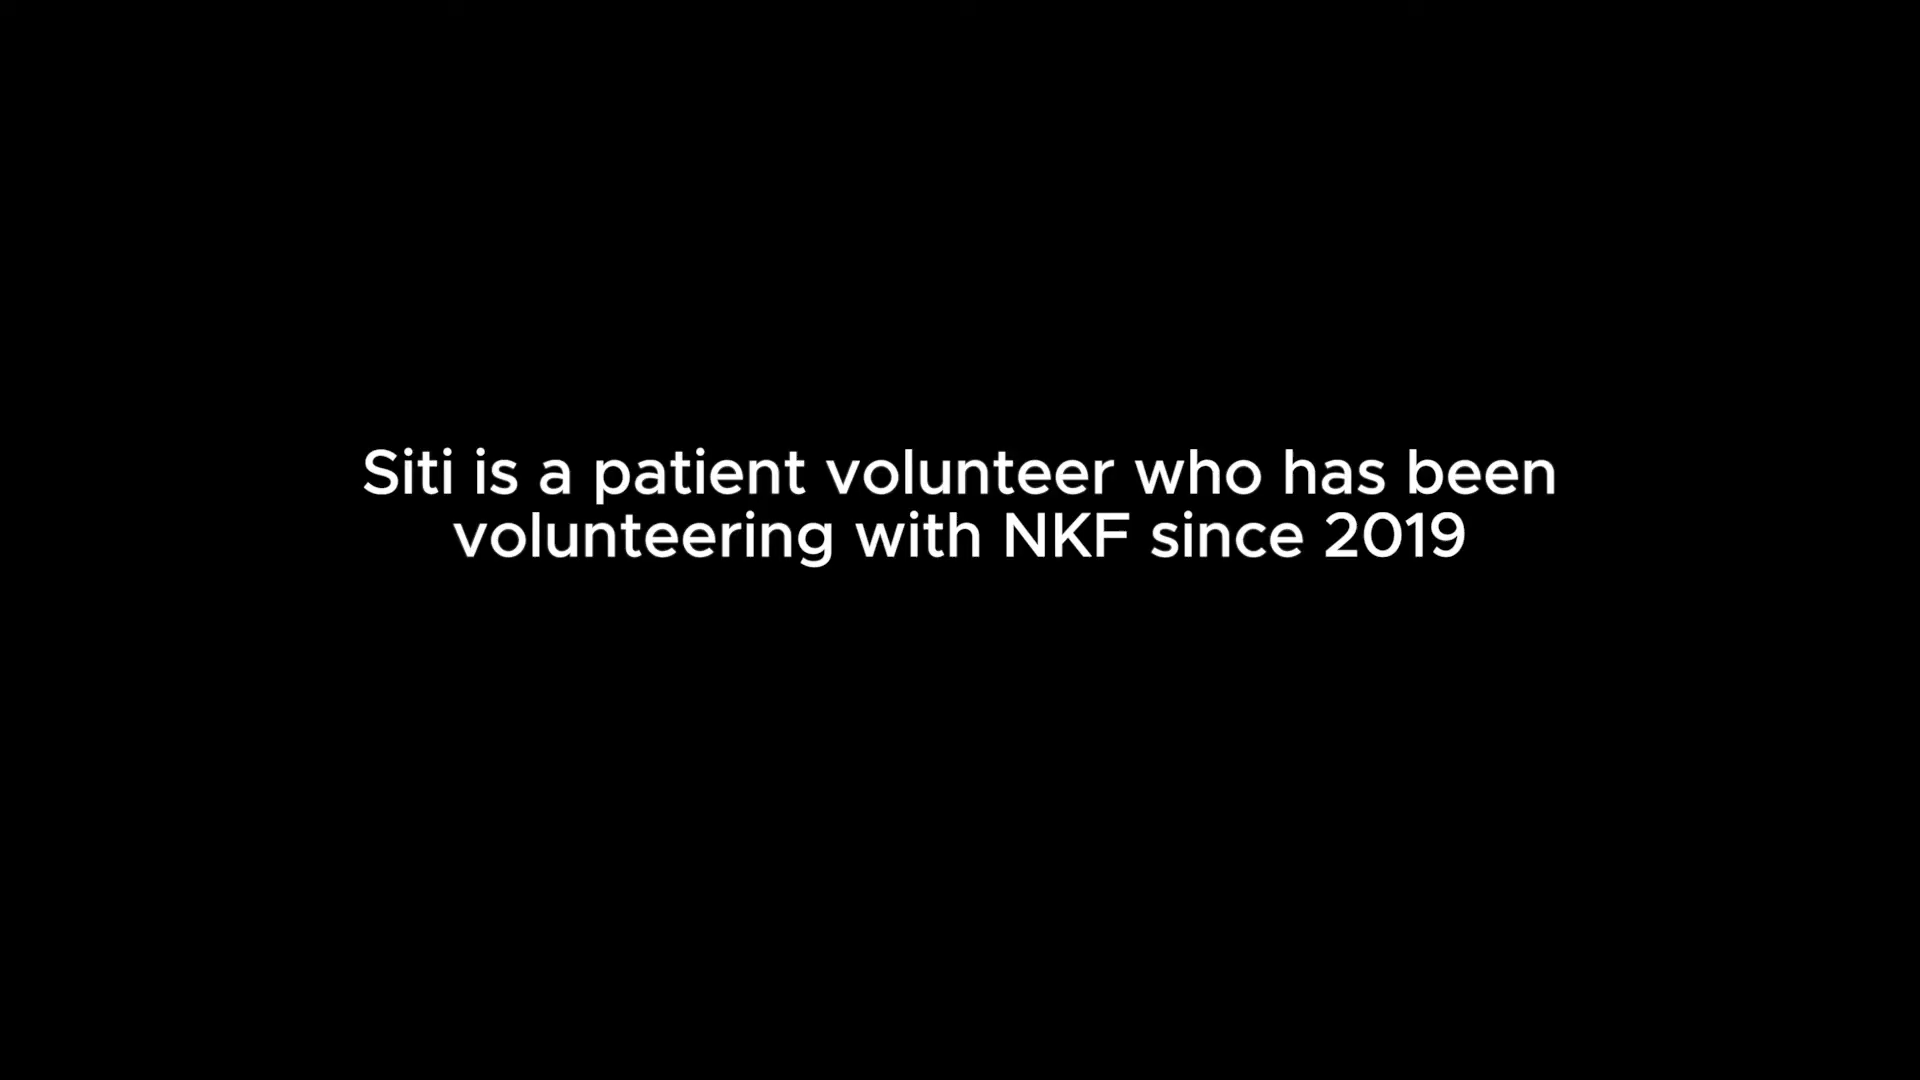 Siti is a patient volunteer who has been
volunteering with NKF since 2019